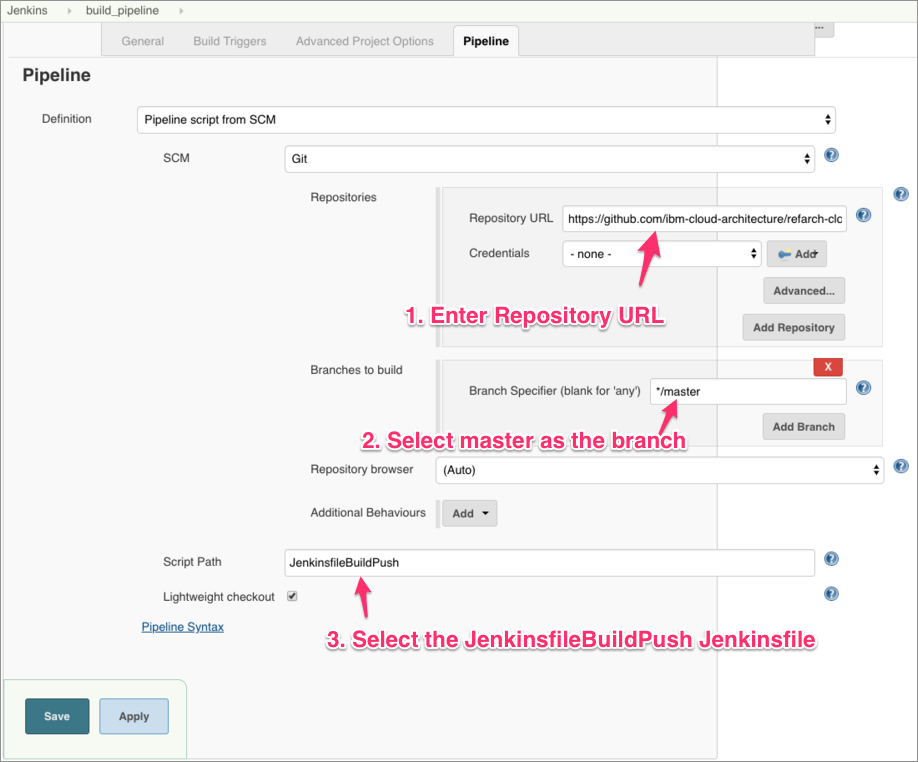 Jenkins build_pipeline
General Build Triggers Advanced Project Options Pipeline ...
Pipeline
Definition Pipeline script from SCM
SCM Git
Repositories
Repository URL https://github.com/ibm-cloud-architecture/refarch-clo
Credentials - none - Add
Advanced...
1. Enter Repository URL
Add Repository
Branches to build X
Branch Specifier (blank for 'any') */master
Add Branch
2. Select master as the branch
Repository browser (Auto)
Additional Behaviours Add
Script Path JenkinsfileBuildPush
Lightweight checkout
Pipeline Syntax
3. Select the JenkinsfileBuildPush Jenkinsfile
Save Apply